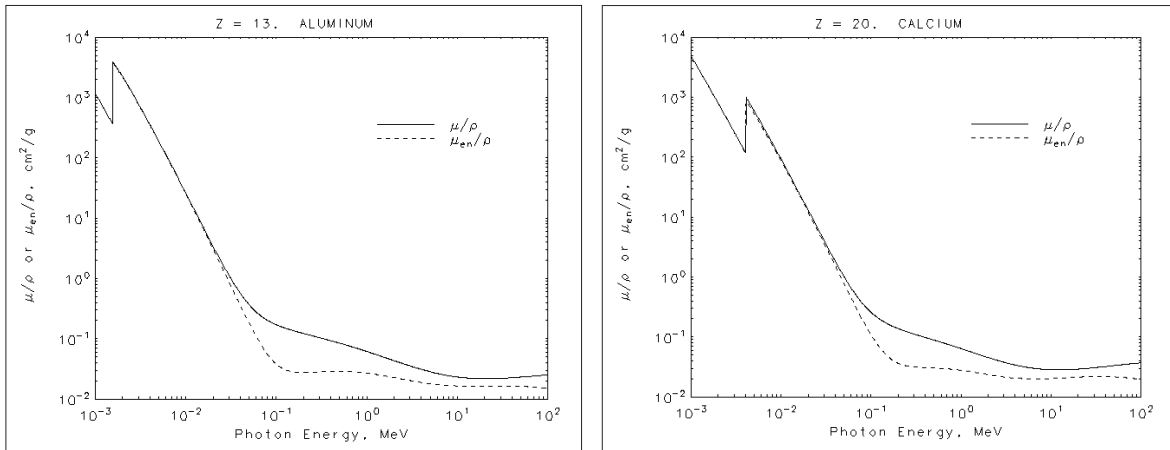 Z = 13. ALUMINUM
10⁴
10³
10²
10¹
10⁰
10⁻¹
10⁻²
μ/ρ or μen/ρ, cm²/g
μ/ρ
μen/ρ
10⁻³ 10⁻² 10⁻¹ 10⁰ 10¹ 10²
Photon Energy, MeV
Z = 20. CALCIUM
10⁴
10³
10²
10¹
10⁰
10⁻¹
10⁻²
μ/ρ or μen/ρ, cm²/g
μ/ρ
μen/ρ
10⁻³ 10⁻² 10⁻¹ 10⁰ 10¹ 10²
Photon Energy, MeV